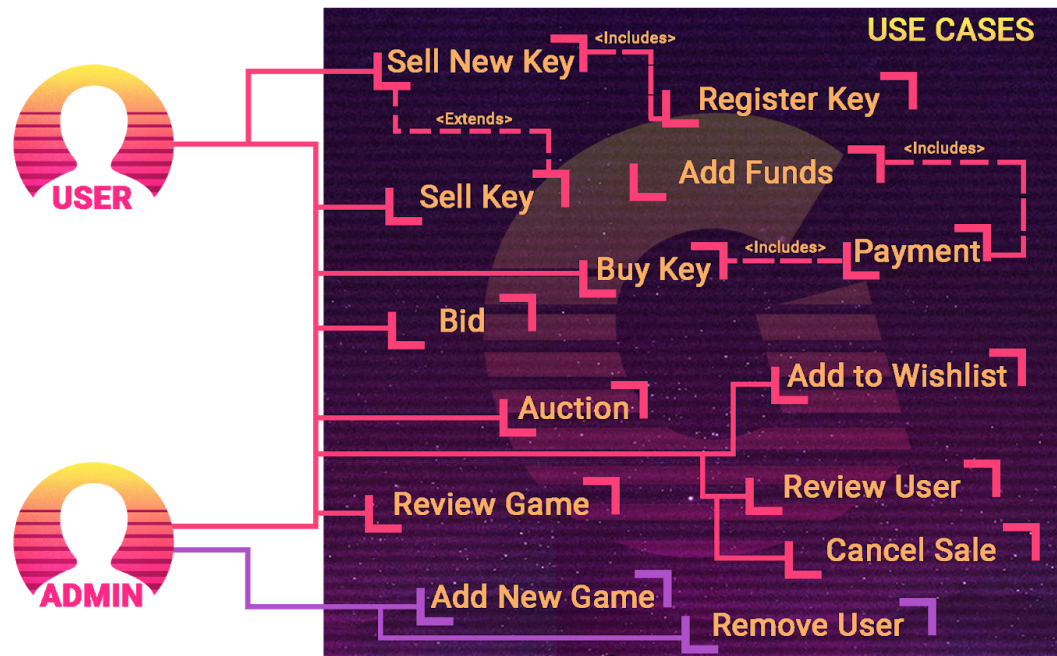 USE CASES
<Includes>
Sell New Key
Register Key
<Extends>
<Includes>
Add Funds
Sell Key
USER
<Includes>
Payment
Buy Key
Bid
Add to Wishlist
Auction
Review User
Review Game
Cancel Sale
ADMIN
Add New Game
Remove User